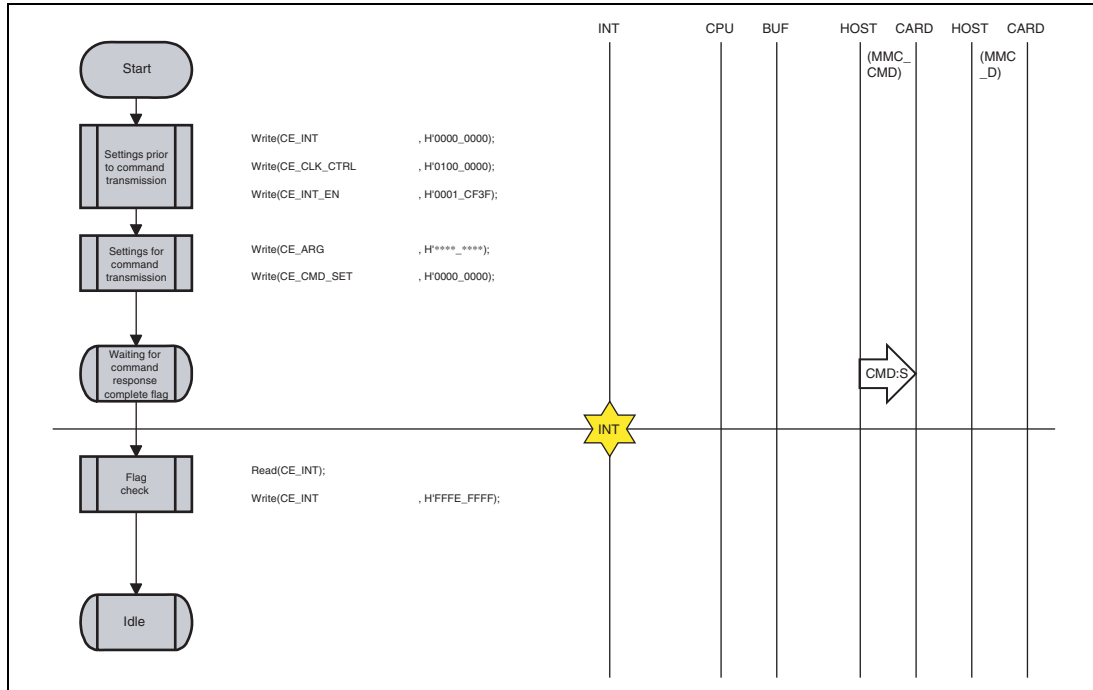 INT CPU BUF HOST CARD HOST CARD
(MMC_
CMD)
(MMC
_D)
Start
Settings prior
to command
transmission
Write(CE_INT , H'0000_0000);
Write(CE_CLK_CTRL , H'0100_0000);
Write(CE_INT_EN , H'0001_CF3F);
Settings for
command
transmission
Write(CE_ARG , H'****_****);
Write(CE_CMD_SET , H'0000_0000);
Waiting for
command
response
complete flag
CMD:S
INT
Flag
check
Read(CE_INT);
Write(CE_INT , H'FFFE_FFFF);
Idle